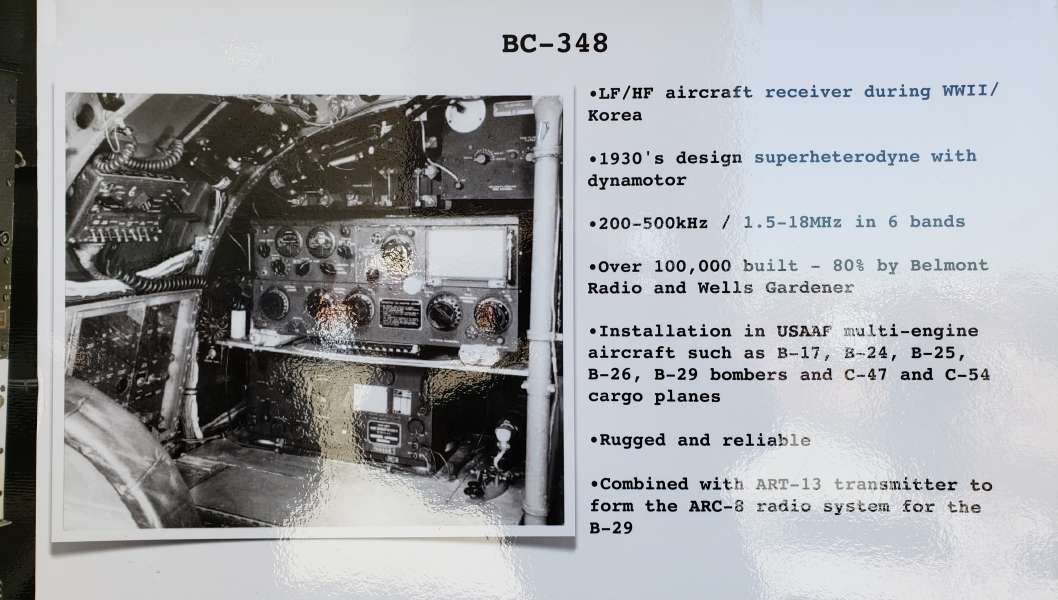 BC-348
•LF/HF aircraft receiver during WWII/
Korea
•1930's design superheterodyne with
dynamotor
•200-500kHz / 1.5-18MHz in 6 bands
•Over 100,000 built - 80% by Belmont
Radio and Wells Gardener
•Installation in USAAF multi-engine
aircraft such as B-17, B-24, B-25,
B-26, B-29 bombers and C-47 and C-54
cargo planes
•Rugged and reliable
•Combined with ART-13 transmitter to
form the ARC-8 radio system for the
B-29